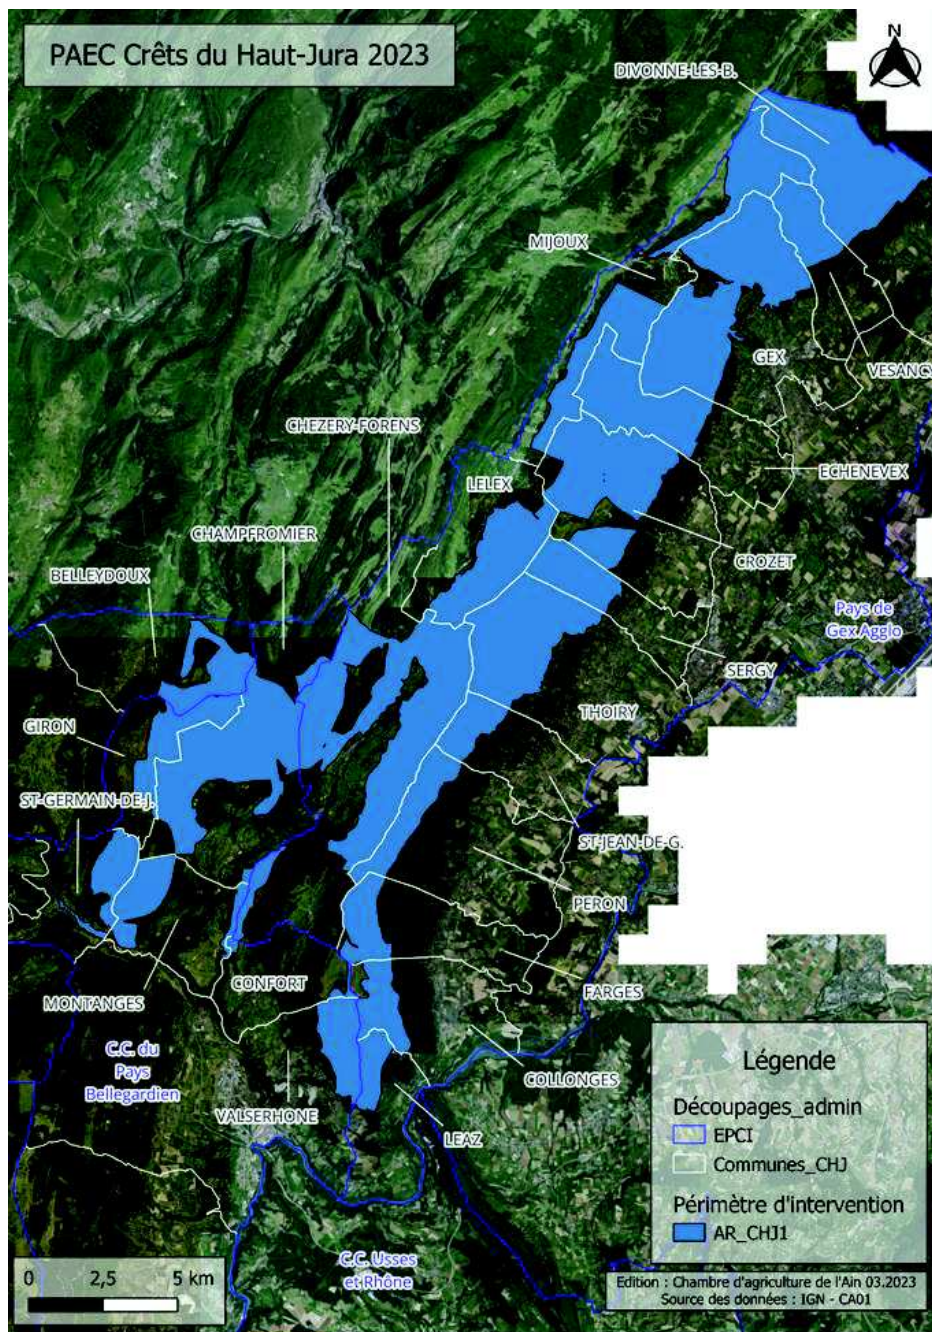 PAEC Crêts du Haut-Jura 2023
N
DIVONNE-LES-B.
MIJOUX
GEX
VESANCY
CHEZERY-FORENS
LELEX
ECHENEVEX
CHAMPFROMIER
CROZET
BELLEYDOUX
Pays de
Gex Agglo
SERGY
THOIRY
GIRON
ST-GERMAIN-DE-J.
ST-JEAN-DE-G.
PERON
CONFORT
FARGES
MONTANGES
C.C. du
Pays
Bellegardien
COLLONGES
VALSERHONE
LEAZ
C.C. Usses
et Rhône
Légende
Découpages_admin
EPCI
Communes_CHJ
Périmètre d'intervention
AR_CHJ1
0 2,5 5 km
Edition : Chambre d'agriculture de l'Ain 03.2023
Source des données : IGN - CA01